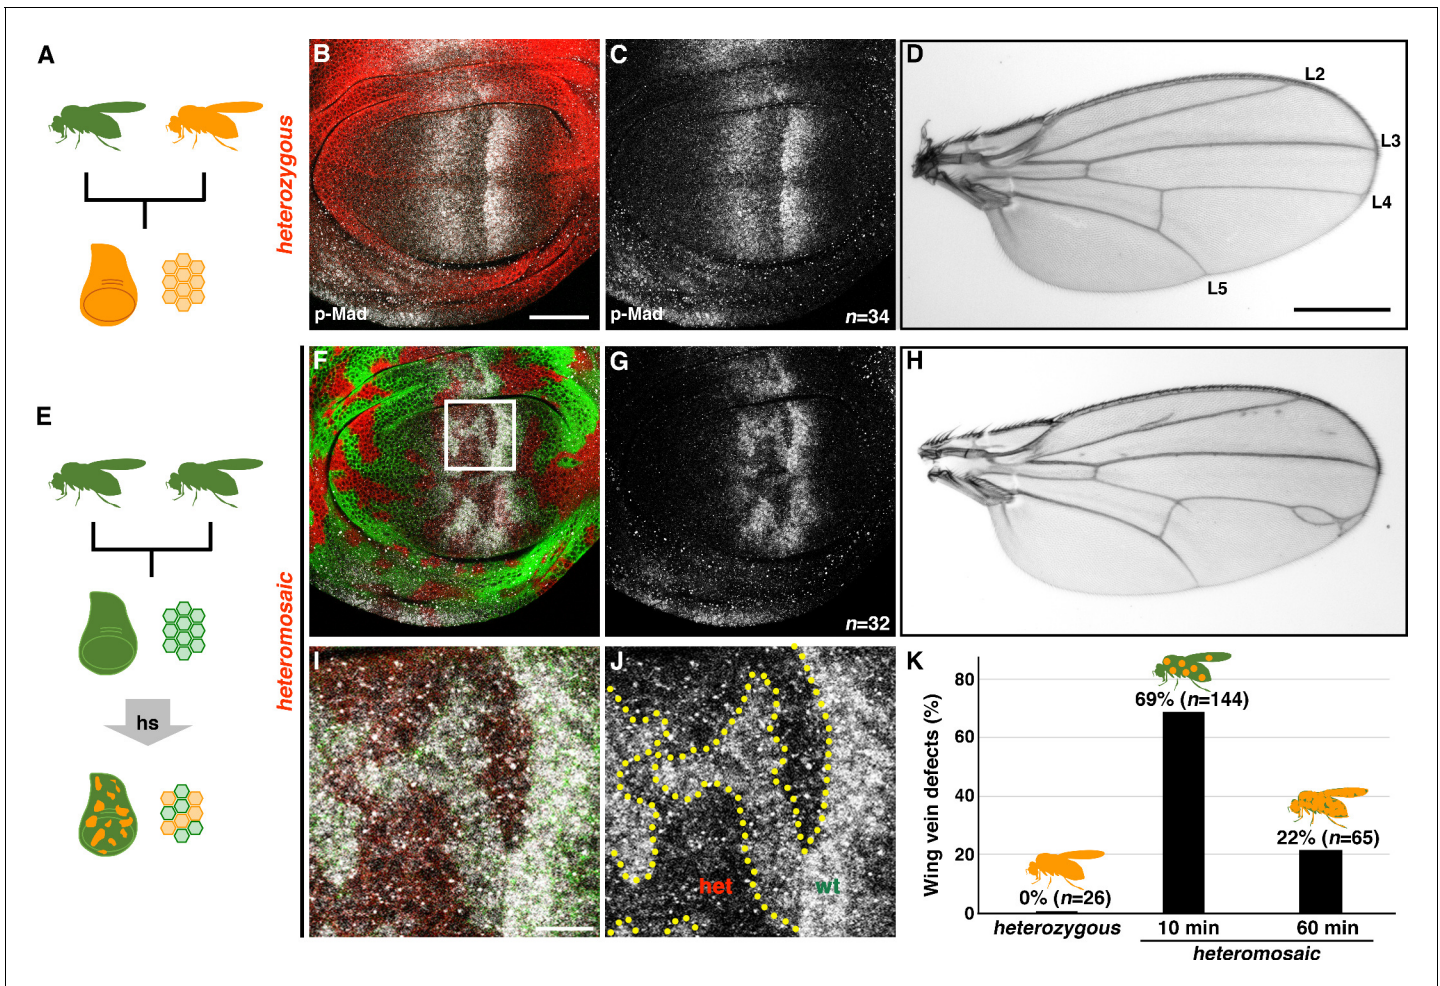 A
heterozygous
B
p-Mad
C
p-Mad
n=34
D
L2
L3
L4
L5
E
hs
heteromosaic
F
G
n=32
H
I
J
het
wt
K
Wing vein defects (%)
80
60
40
20
0
0% (n=26)
69% (n=144)
22% (n=65)
heterozygous
10 min
60 min
heteromosaic